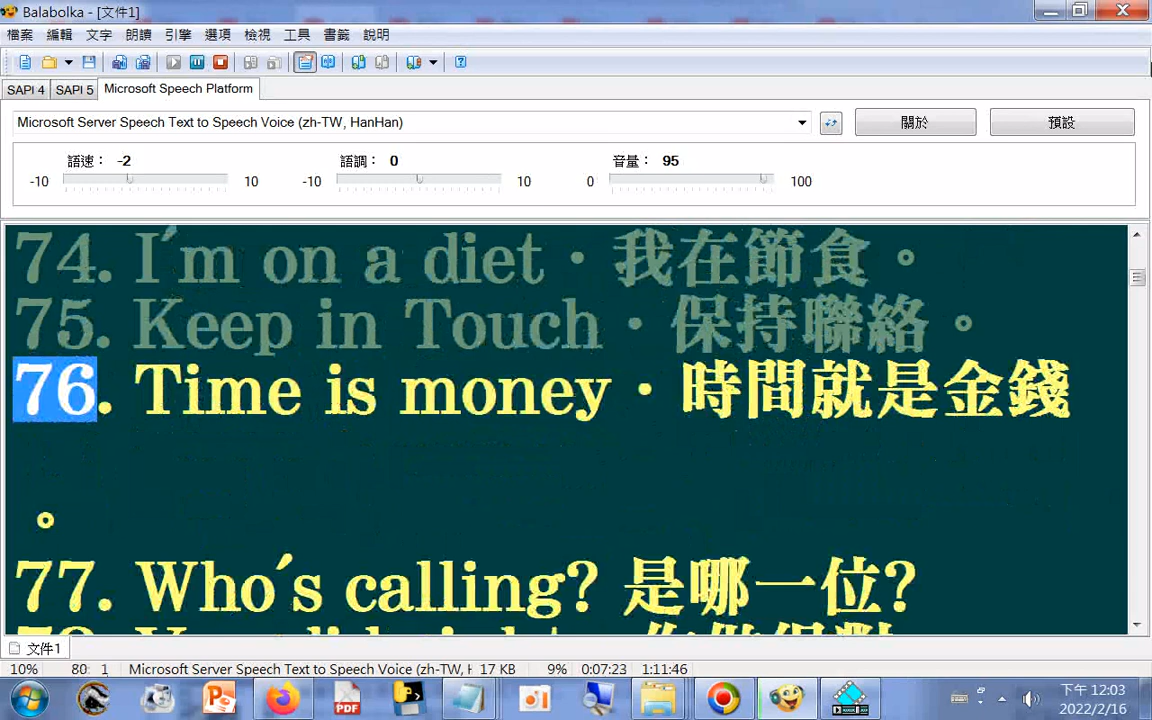 Balabolka - [文件1]
檔案 編輯 文字 朗讀 引擎 選項 檢視 工具 書籤 說明
SAPI 4 SAPI 5 Microsoft Speech Platform
Microsoft Server Speech Text to Speech Voice (zh-TW, HanHan) 關於 預設
語速： -2 語調： 0 音量： 95
-10 10 -10 10 0 100
74. I'm on a diet．我在節食。
75. Keep in Touch．保持聯絡。
76. Time is money．時間就是金錢
。
77. Who's calling? 是哪一位?
文件1
10% 80: 1 Microsoft Server Speech Text to Speech Voice (zh-TW, H 17 KB 9% 0:07:23 1:11:46
PDF
下午 12:03
2022/2/16